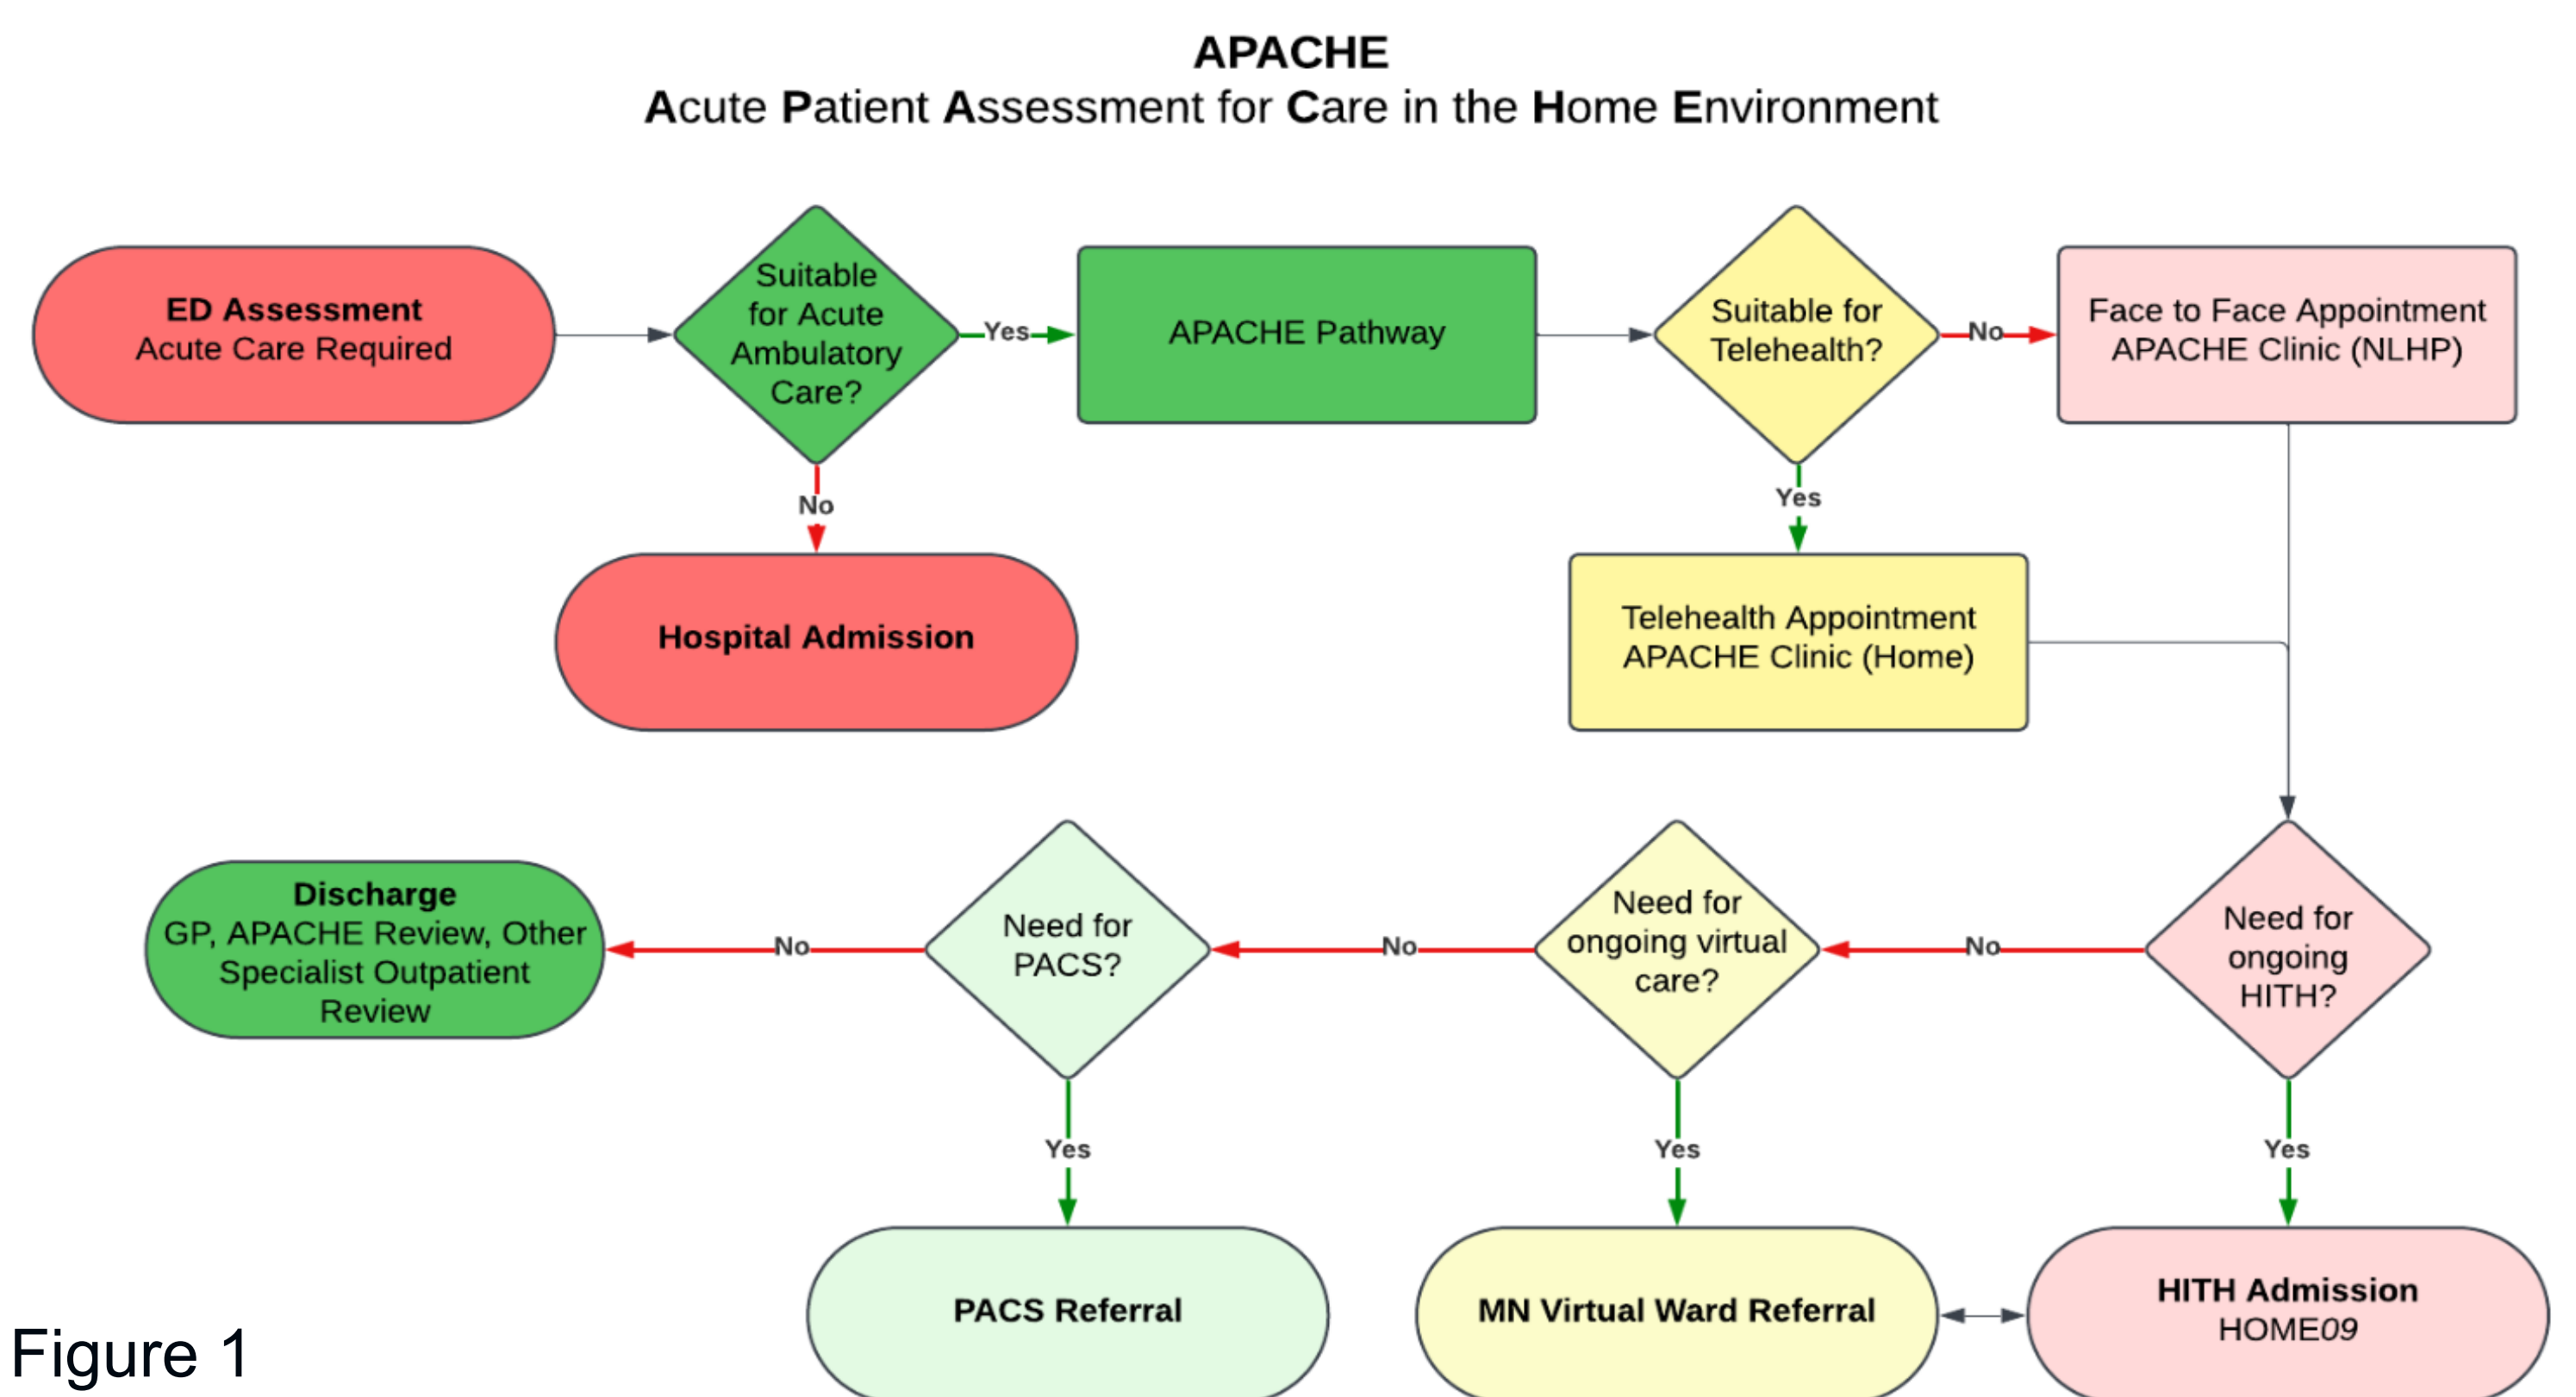 APACHE
Acute Patient Assessment for Care in the Home Environment
ED Assessment
Acute Care Required
Suitable
for Acute
Ambulatory
Care?
Yes
APACHE Pathway
Suitable for
Telehealth?
No
Face to Face Appointment
APACHE Clinic (NLHP)
No
Yes
Hospital Admission
Telehealth Appointment
APACHE Clinic (Home)
Discharge
GP, APACHE Review, Other
Specialist Outpatient
Review
No
Need for
PACS?
No
Need for
ongoing virtual
care?
No
Need for
ongoing
HITH?
Yes
Yes
Yes
PACS Referral
MN Virtual Ward Referral
HITH Admission
HOME09
Figure 1